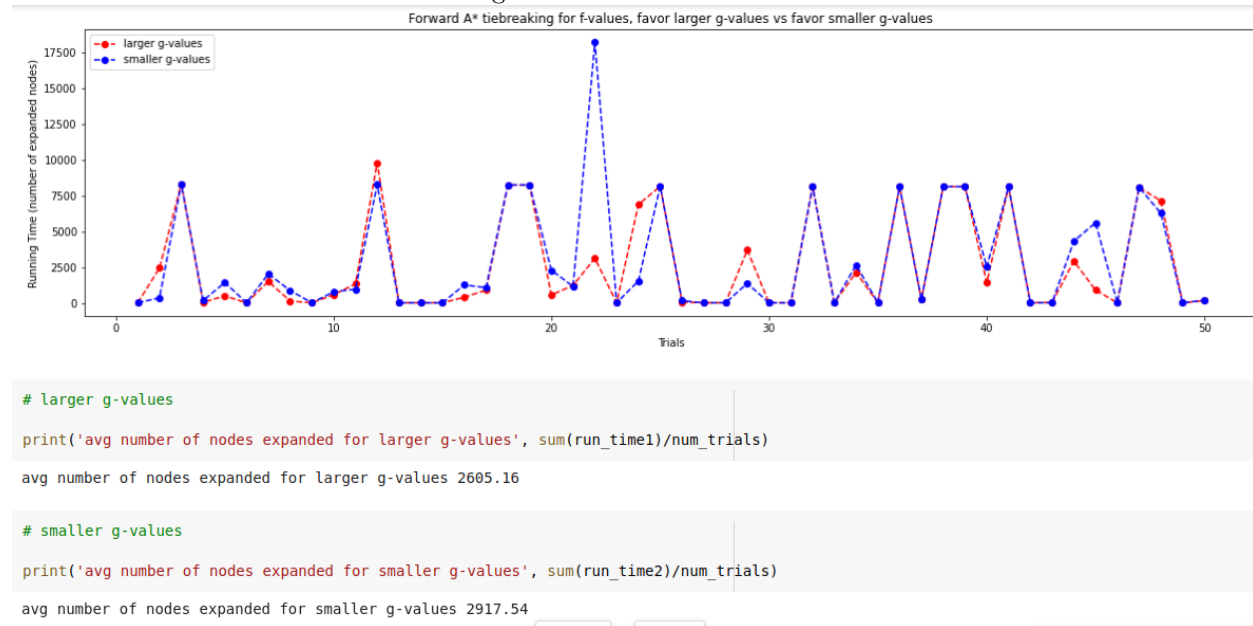 Forward A* tiebreaking for f-values, favor larger g-values vs favor smaller g-values
larger g-values
smaller g-values
Running Time (number of expanded nodes)
17500
15000
12500
10000
7500
5000
2500
0
0 10 20 30 40 50
Trials
# larger g-values
print('avg number of nodes expanded for larger g-values', sum(run_time1)/num_trials)
avg number of nodes expanded for larger g-values 2605.16
# smaller g-values
print('avg number of nodes expanded for smaller g-values', sum(run_time2)/num_trials)
avg number of nodes expanded for smaller g-values 2917.54